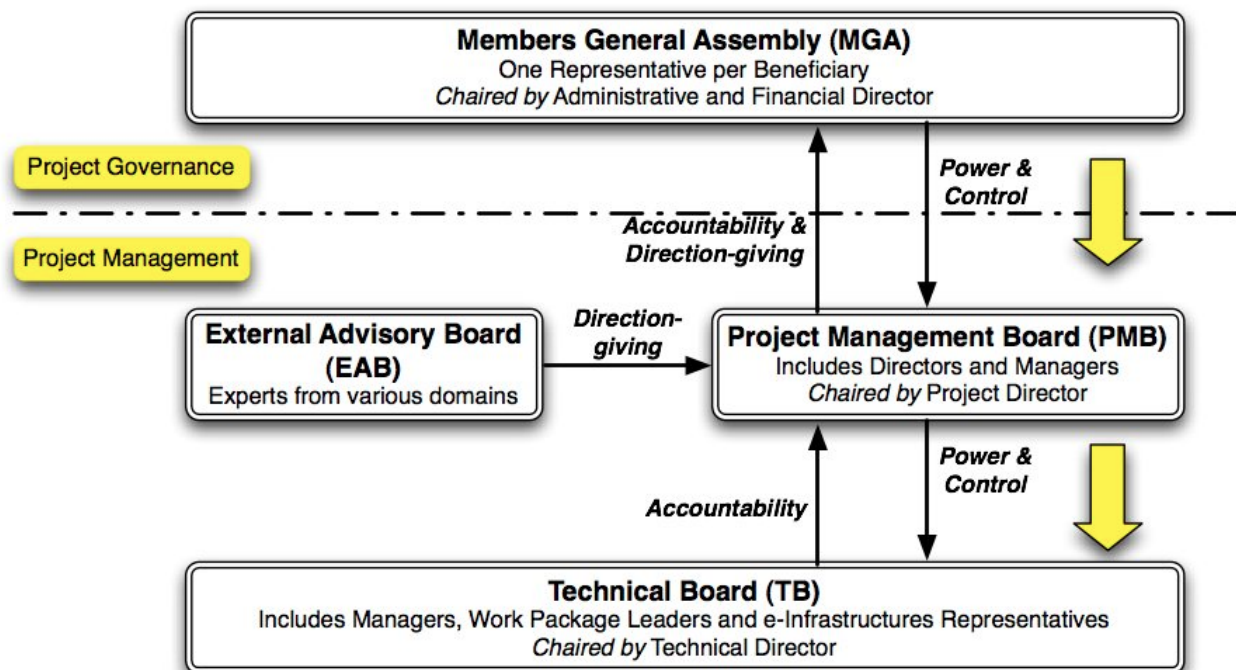 Members General Assembly (MGA)
One Representative per Beneficiary
Chaired by Administrative and Financial Director
Project Governance
Power &
Control
Accountability &
Direction-giving
Project Management
External Advisory Board
(EAB)
Experts from various domains
Direction-
giving
Project Management Board (PMB)
Includes Directors and Managers
Chaired by Project Director
Power &
Control
Accountability
Technical Board (TB)
Includes Managers, Work Package Leaders and e-Infrastructures Representatives
Chaired by Technical Director